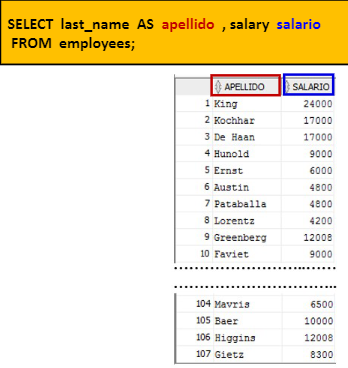 SELECT last_name AS apellido , salary salario
FROM employees;
APELLIDO SALARIO
1 King 24000
2 Kochhar 17000
3 De Haan 17000
4 Hunold 9000
5 Ernst 6000
6 Austin 4800
7 Pataballa 4800
8 Lorentz 4200
9 Greenberg 12008
10 Faviet 9000
104 Mavris 6500
105 Baer 10000
106 Higgins 12008
107 Gietz 8300